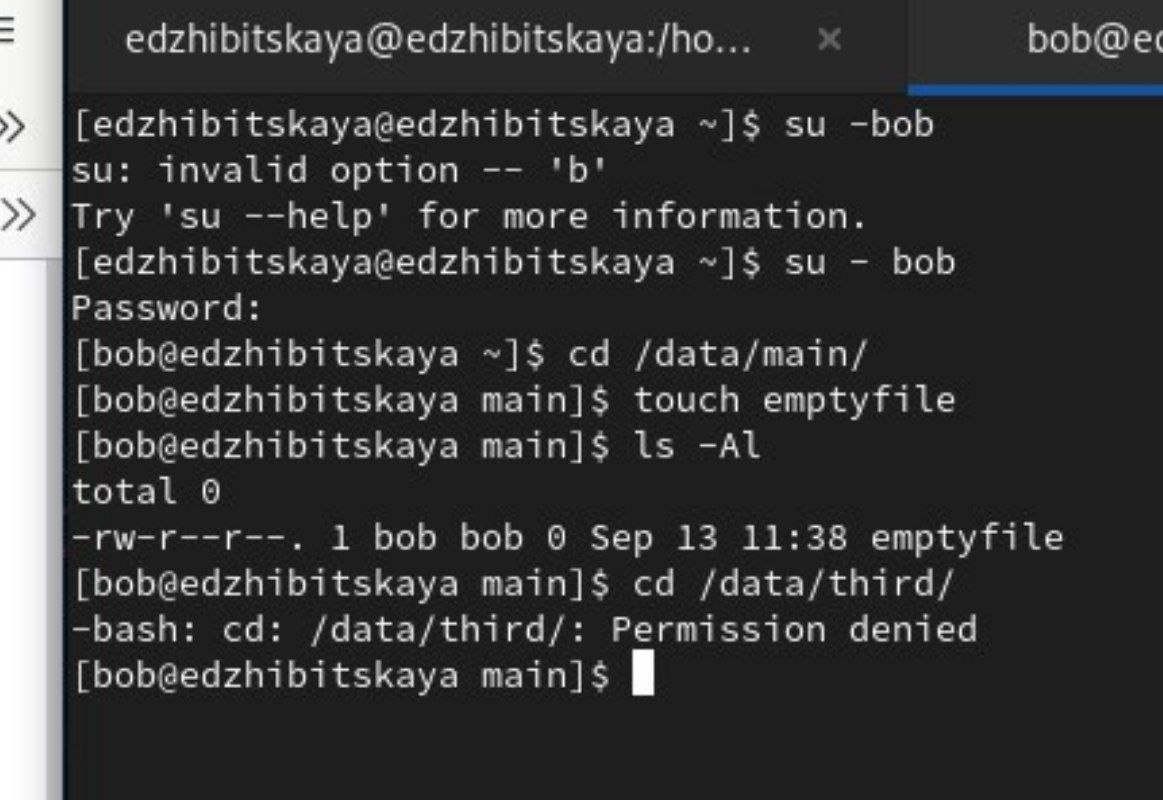 edzhibitskaya@edzhibitskaya:/ho...
bob@ed
[edzhibitskaya@edzhibitskaya ~]$ su -bob
su: invalid option -- 'b'
Try 'su --help' for more information.
[edzhibitskaya@edzhibitskaya ~]$ su - bob
Password:
[bob@edzhibitskaya ~]$ cd /data/main/
[bob@edzhibitskaya main]$ touch emptyfile
[bob@edzhibitskaya main]$ ls -Al
total 0
-rw-r--r--. 1 bob bob 0 Sep 13 11:38 emptyfile
[bob@edzhibitskaya main]$ cd /data/third/
-bash: cd: /data/third/: Permission denied
[bob@edzhibitskaya main]$